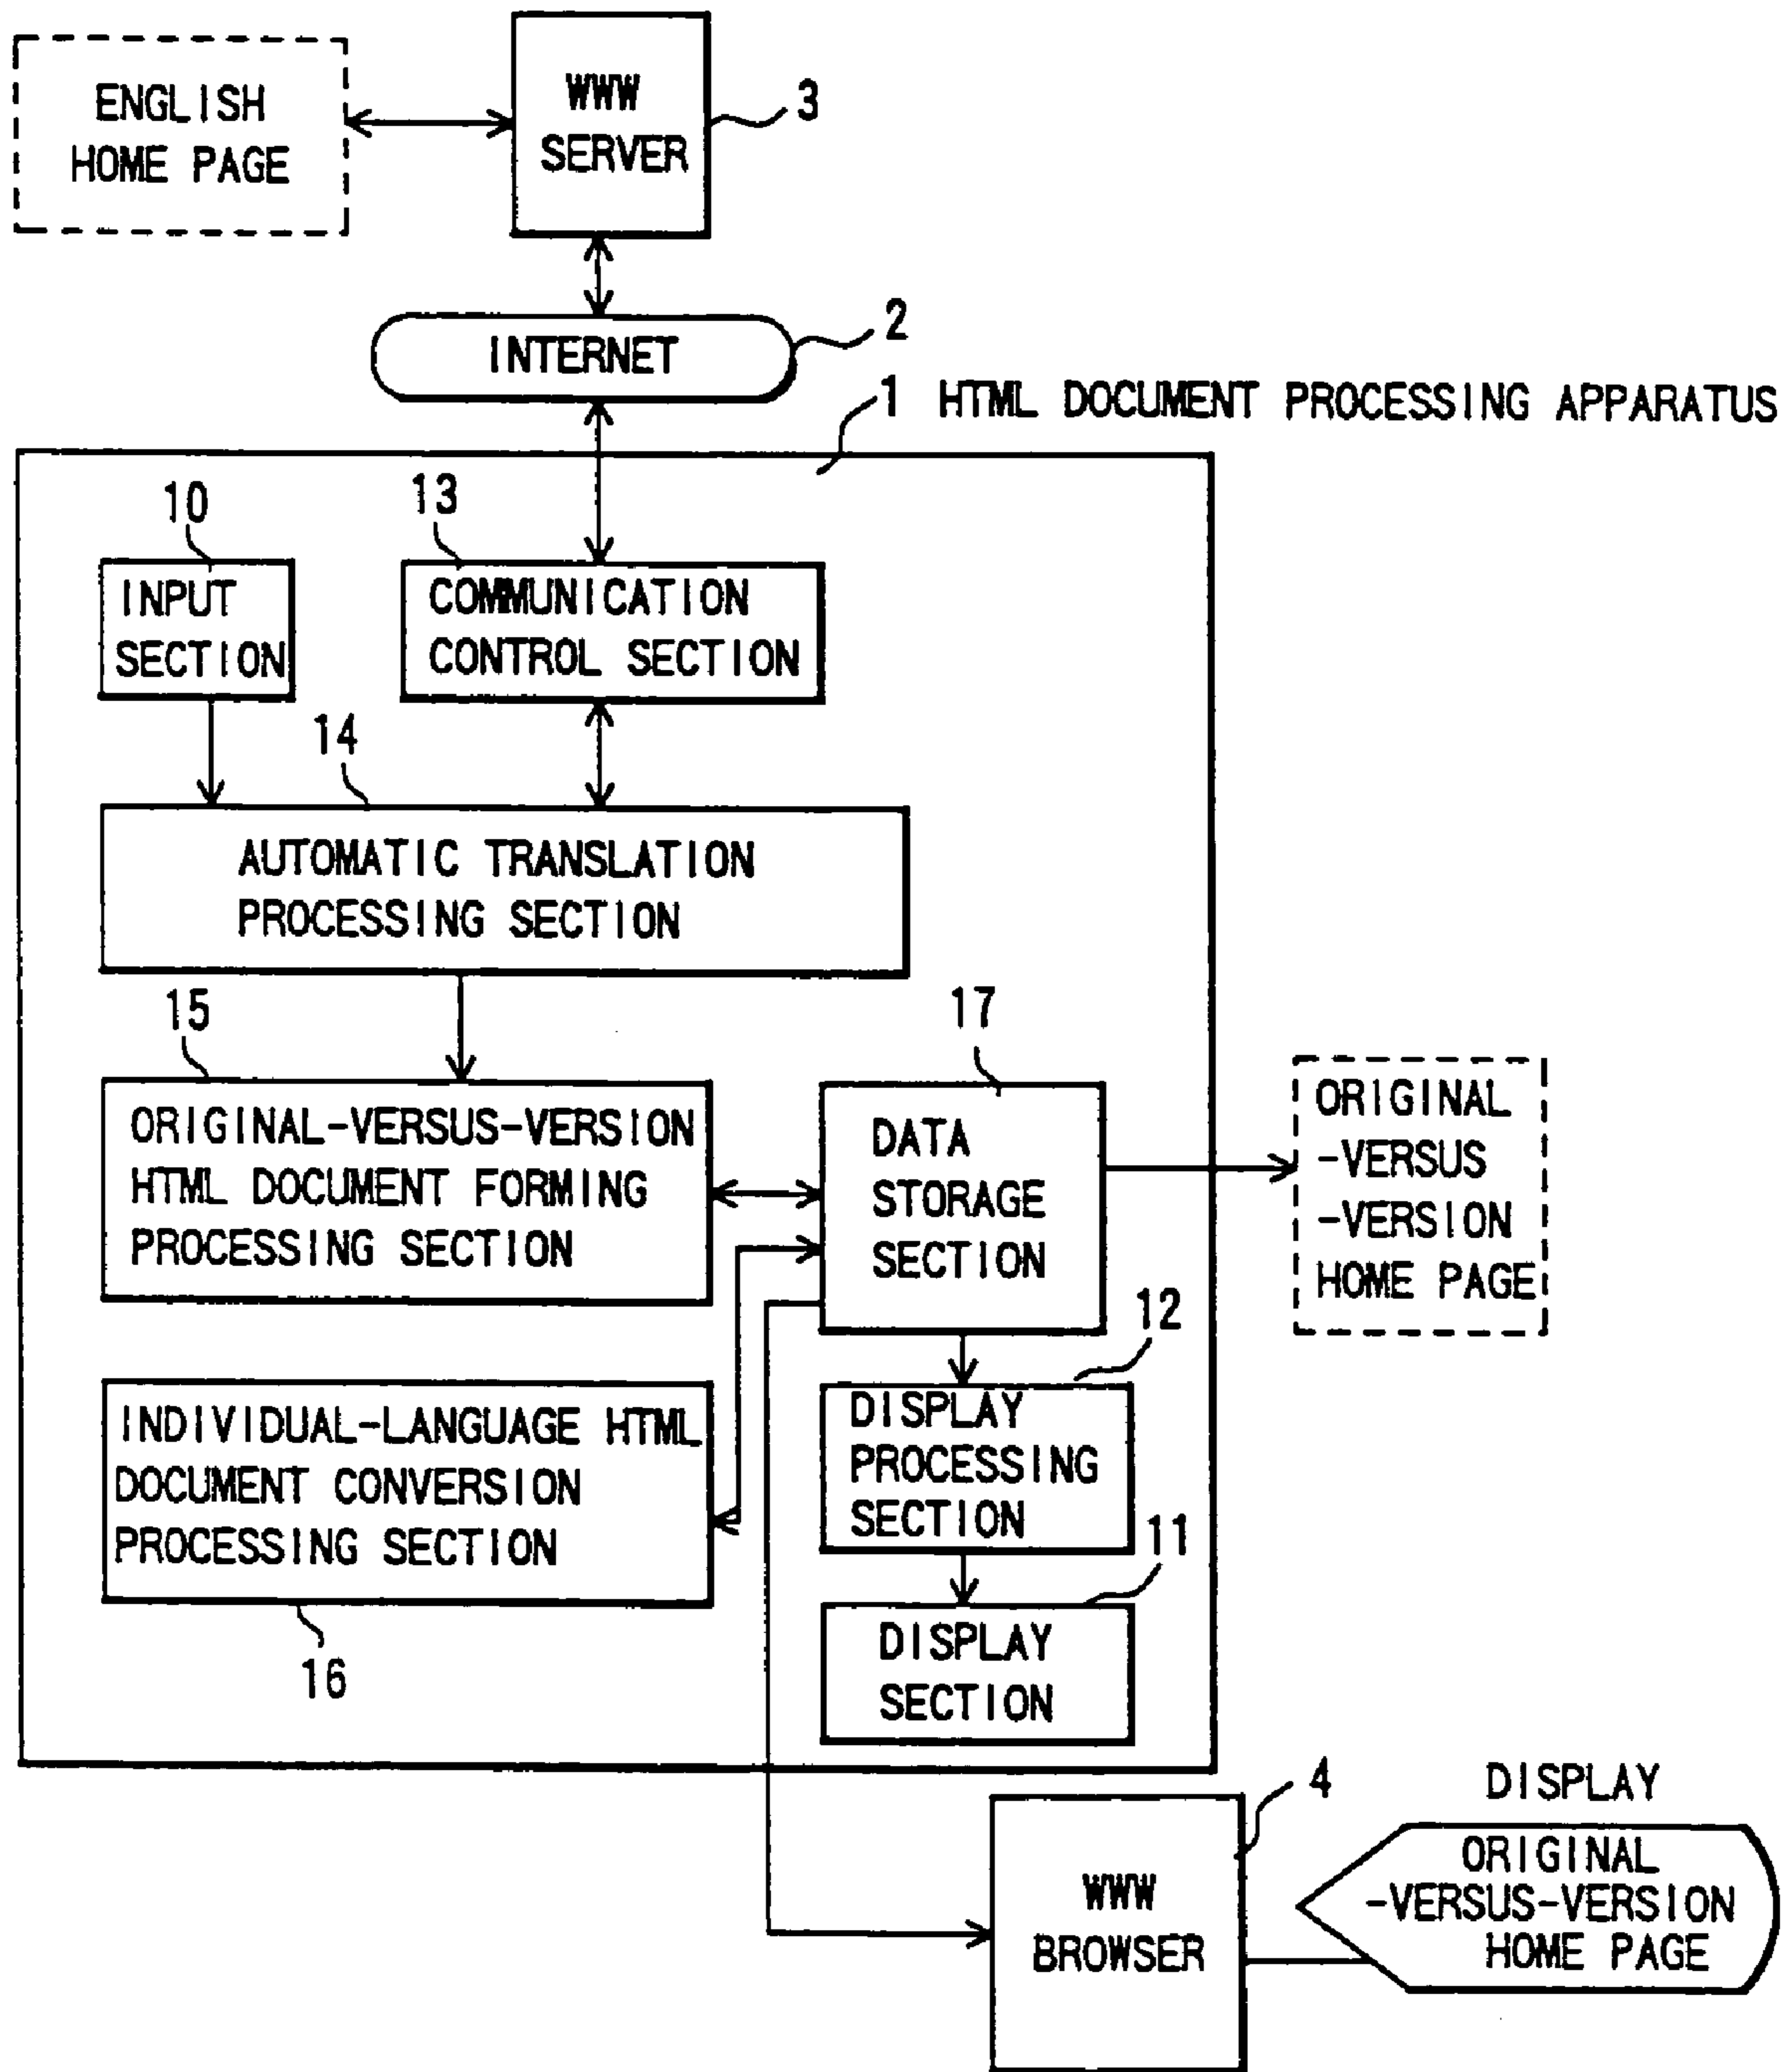 ENGLISH
HOME PAGE
WWW
SERVER
3
INTERNET
2
1 HTML DOCUMENT PROCESSING APPARATUS
10
INPUT
SECTION
13
COMMUNICATION
CONTROL SECTION
14
AUTOMATIC TRANSLATION
PROCESSING SECTION
15
ORIGINAL-VERSUS-VERSION
HTML DOCUMENT FORMING
PROCESSING SECTION
17
DATA
STORAGE
SECTION
ORIGINAL
-VERSUS
-VERSION
HOME PAGE
INDIVIDUAL-LANGUAGE HTML
DOCUMENT CONVERSION
PROCESSING SECTION
16
12
DISPLAY
PROCESSING
SECTION
11
DISPLAY
SECTION
4
WWW
BROWSER
DISPLAY
ORIGINAL
-VERSUS-VERSION
HOME PAGE